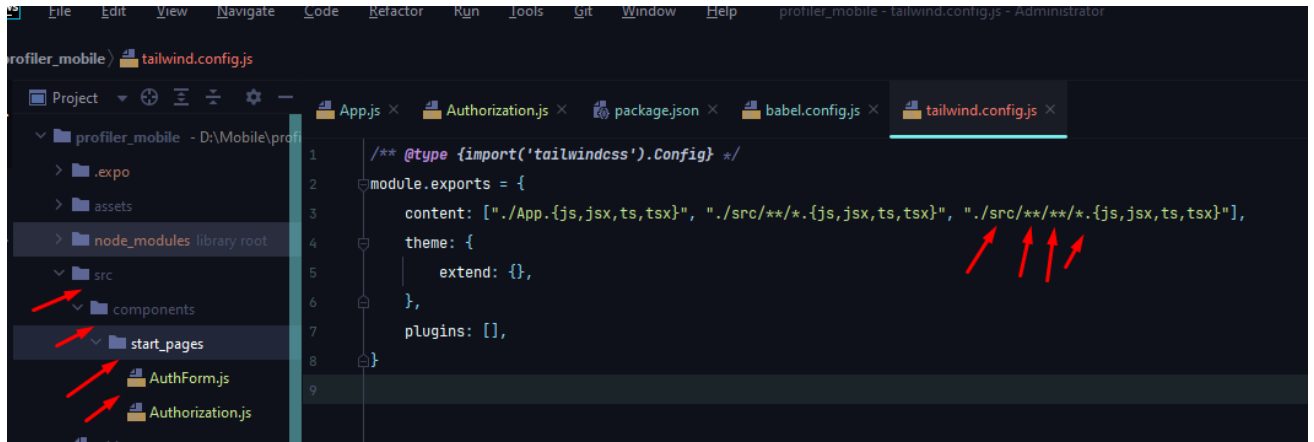 File Edit View Navigate Code Refactor Run Tools Git Window Help profiler_mobile - tailwind.config.js - Administrator
profiler_mobile tailwind.config.js
Project
App.js Authorization.js package.json babel.config.js tailwind.config.js
profiler_mobile - D:\Mobile\profi
.expo
assets
node_modules library root
src
components
start_pages
AuthForm.js
Authorization.js
1 /** @type {import('tailwindcss').Config} */
2 module.exports = {
3 content: ["./App.{js,jsx,ts,tsx}", "./src/**/*.{js,jsx,ts,tsx}", "./src/**/**/*.{js,jsx,ts,tsx}"],
4 theme: {
5 extend: {},
6 },
7 plugins: [],
8 }
9